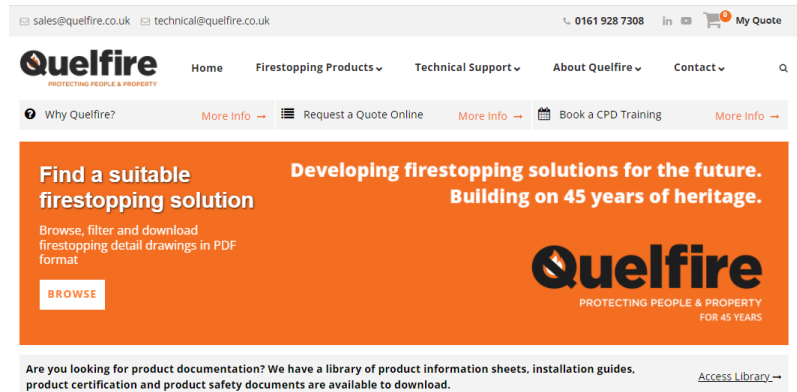 sales@quelfire.co.uk technical@quelfire.co.uk 0161 928 7308 in 0 My Quote
Quelfire
PROTECTING PEOPLE & PROPERTY
Home Firestopping Products Technical Support About Quelfire Contact
Why Quelfire? More Info → Request a Quote Online More Info → Book a CPD Training More Info →
Find a suitable
firestopping solution
Browse, filter and download
firestopping detail drawings in PDF
format
BROWSE
Developing firestopping solutions for the future.
Building on 45 years of heritage.
Quelfire
PROTECTING PEOPLE & PROPERTY
FOR 45 YEARS
Are you looking for product documentation? We have a library of product information sheets, installation guides,
product certification and product safety documents are available to download.
Access Library →